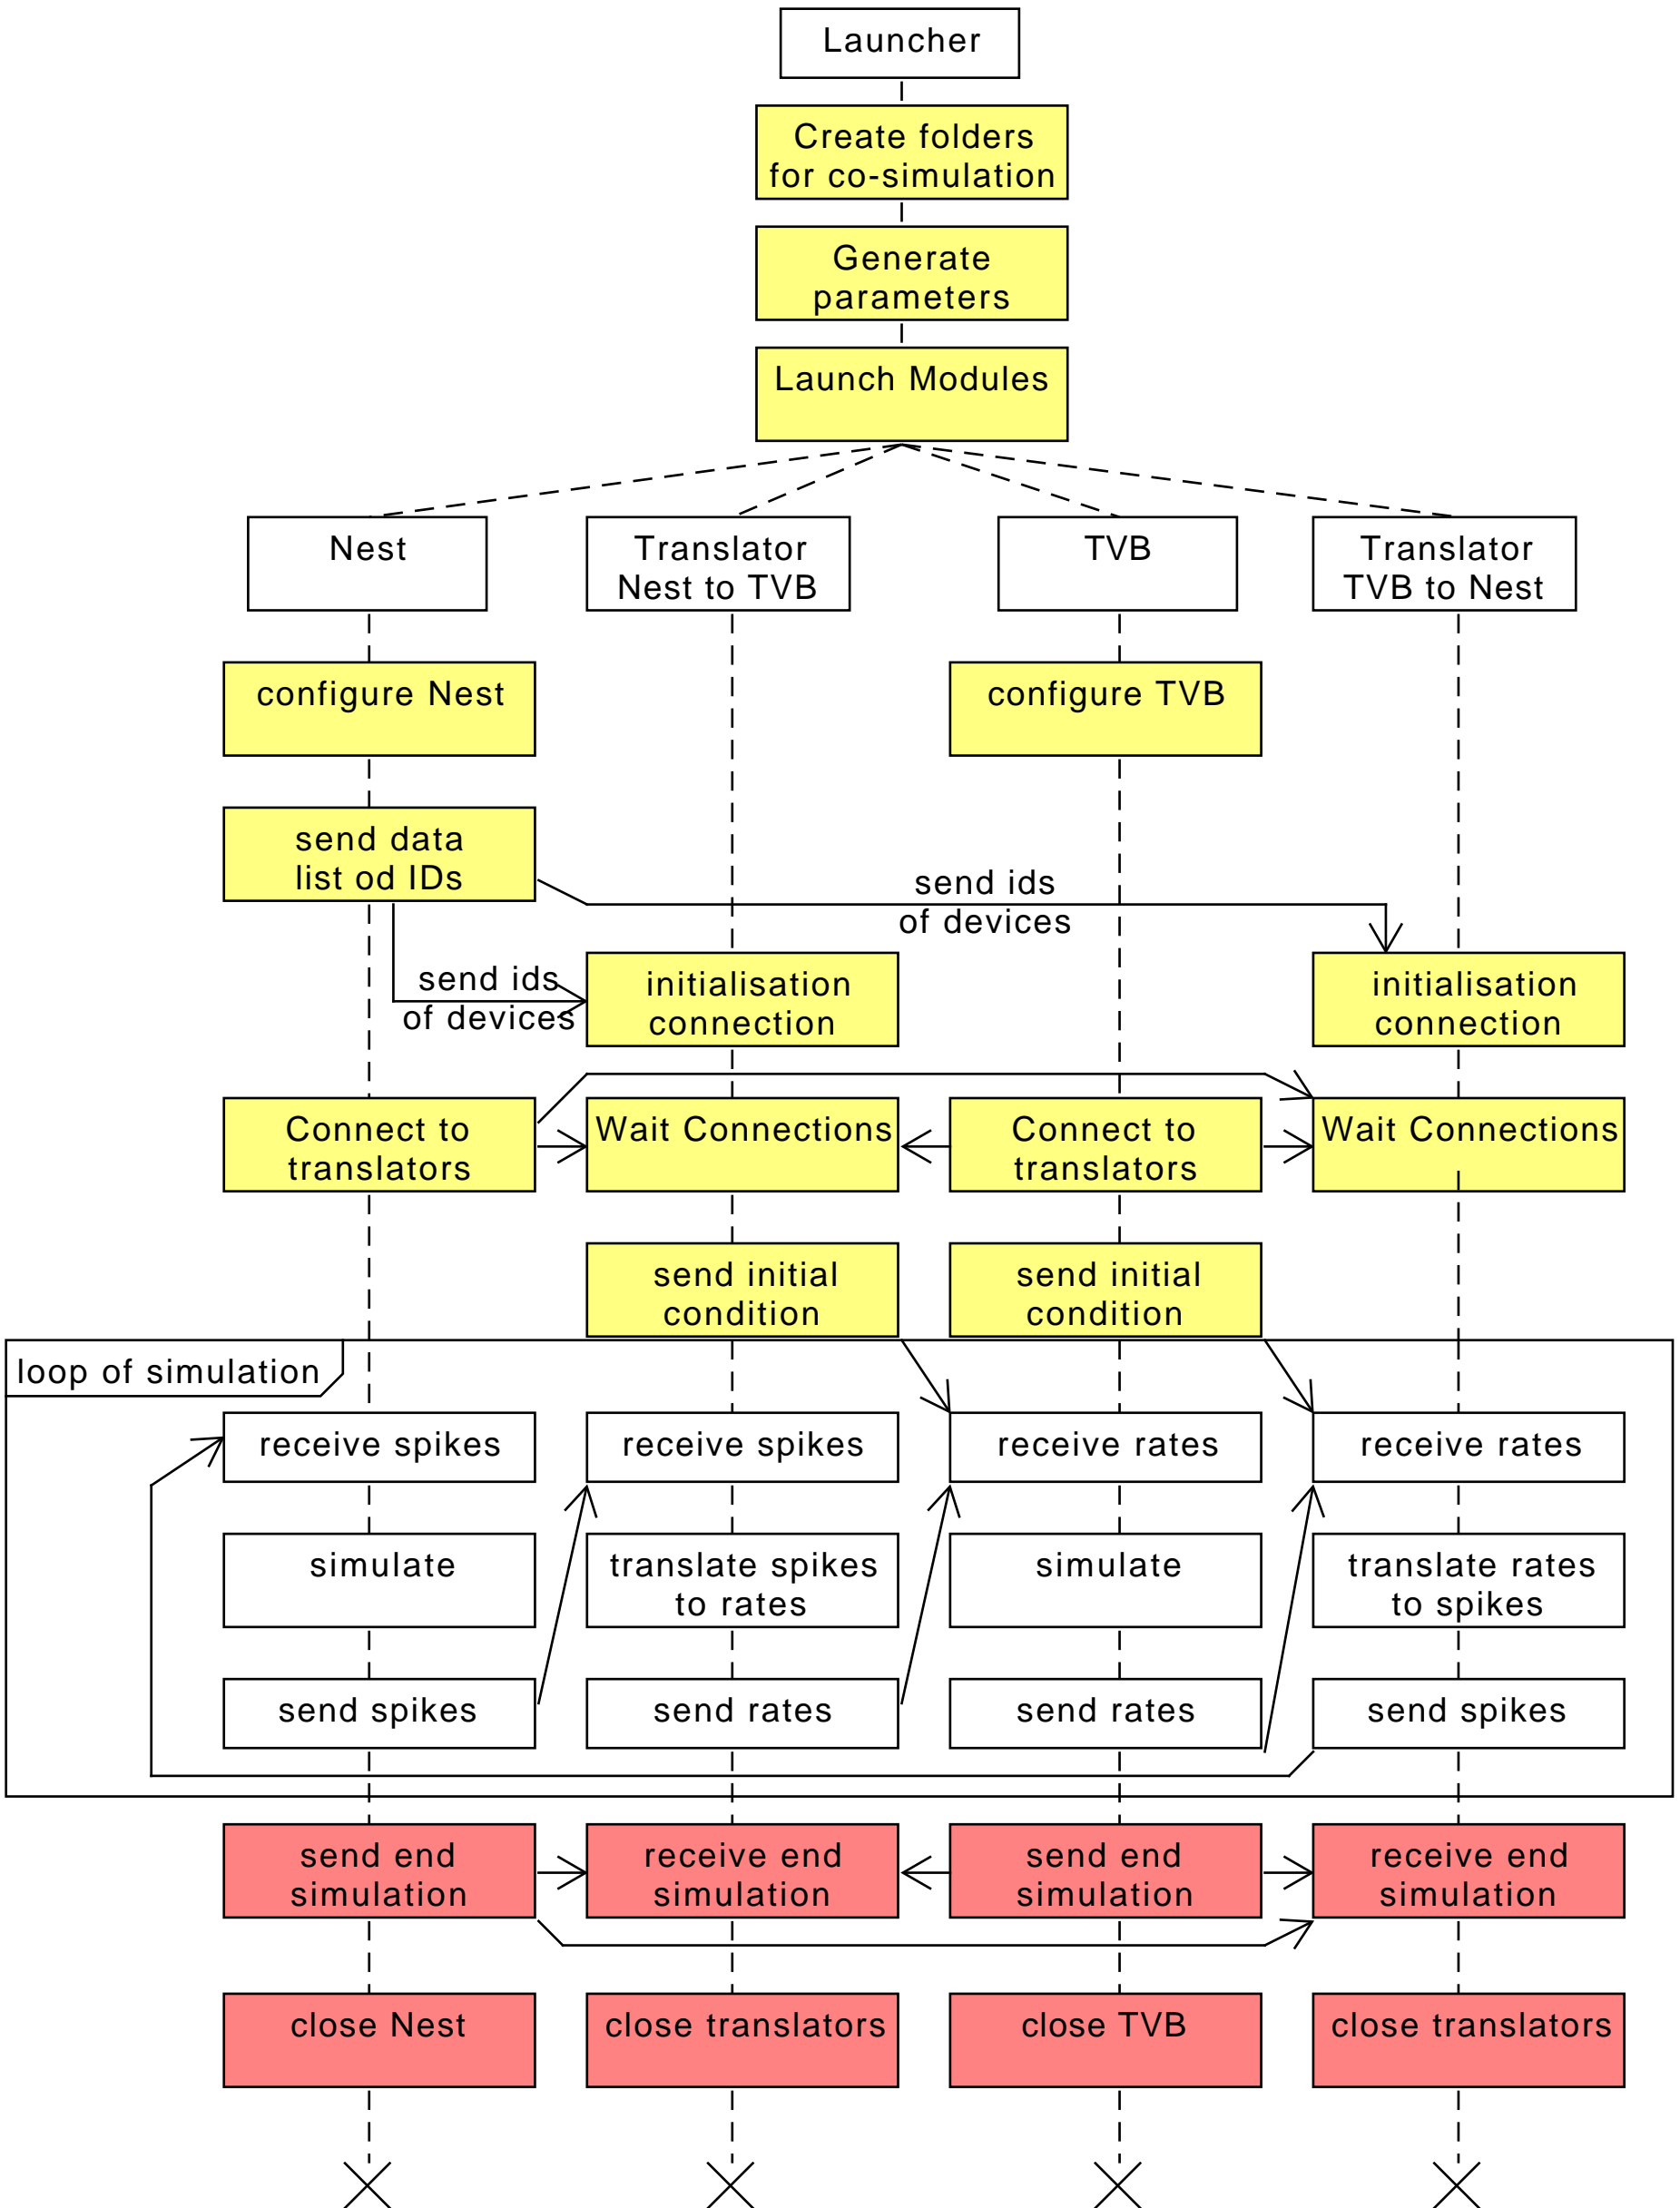 Launcher
Create folders
for co-simulation
Generate
parameters
Launch Modules
Nest
Translator
Nest to TVB
TVB
Translator
TVB to Nest
configure Nest
configure TVB
send data
list od IDs
send ids
of devices
send ids
of devices
initialisation
connection
initialisation
connection
Connect to
translators
Wait Connections
Connect to
translators
Wait Connections
send initial
condition
send initial
condition
loop of simulation
receive spikes
receive spikes
receive rates
receive rates
simulate
translate spikes
to rates
simulate
translate rates
to spikes
send spikes
send rates
send rates
send spikes
send end
simulation
receive end
simulation
send end
simulation
receive end
simulation
close Nest
close translators
close TVB
close translators